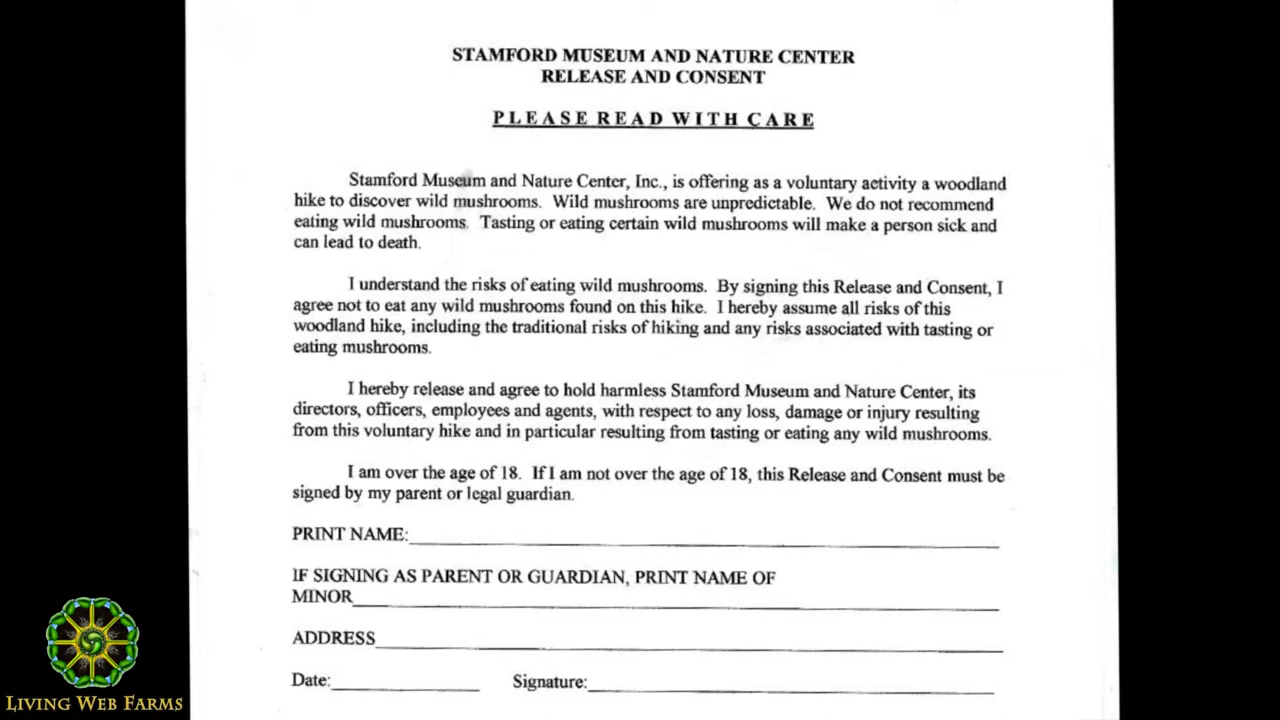 STAMFORD MUSEUM AND NATURE CENTER
RELEASE AND CONSENT
PLEASE READ WITH CARE
Stamford Museum and Nature Center, Inc., is offering as a voluntary activity a woodland
hike to discover wild mushrooms. Wild mushrooms are unpredictable. We do not recommend
eating wild mushrooms. Tasting or eating certain wild mushrooms will make a person sick and
can lead to death.
I understand the risks of eating wild mushrooms. By signing this Release and Consent, I
agree not to eat any wild mushrooms found on this hike. I hereby assume all risks of this
woodland hike, including the traditional risks of hiking and any risks associated with tasting or
eating mushrooms.
I hereby release and agree to hold harmless Stamford Museum and Nature Center, its
directors, officers, employees and agents, with respect to any loss, damage or injury resulting
from this voluntary hike and in particular resulting from tasting or eating any wild mushrooms.
I am over the age of 18. If I am not over the age of 18, this Release and Consent must be
signed by my parent or legal guardian.
PRINT NAME:
IF SIGNING AS PARENT OR GUARDIAN, PRINT NAME OF
MINOR
ADDRESS
Date: Signature:
LIVING WEB FARMS